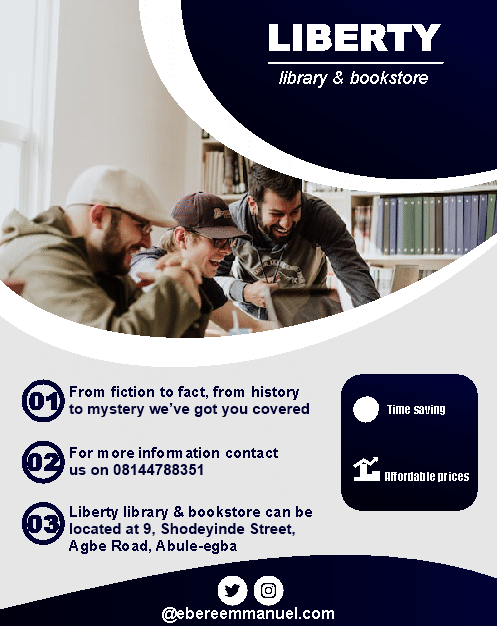 LIBERTY
library & bookstore
01
From fiction to fact, from history
to mystery we've got you covered
02
For more information contact
us on 08144788351
03
Liberty library & bookstore can be
located at 9, Shodeyinde Street,
Agbe Road, Abule-egba
Time saving
Affordable prices
@ebereemmanuel.com